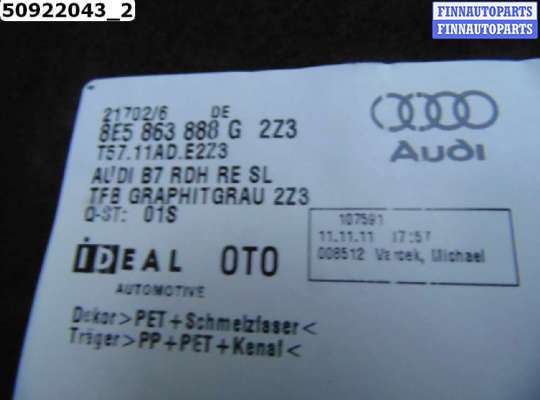 50922043_2
FINNAUTOPARTS
FINNAUTOPARTS
FINNAUTOPARTS
21702/6 DE
8E5 863 888 G 2Z3
T57.11AD.E2Z3
AUDI B7 RDH RE SL
TFB GRAPHITGRAU 2Z3
Q-ST: 01S
Audi
107591
11.11.11 17:57
008512 Michael
iDEAL OTO
AUTOMOTIVE
Dekor>PET+Schmelzfaser<
Träger>PP+PET+Kenaf<